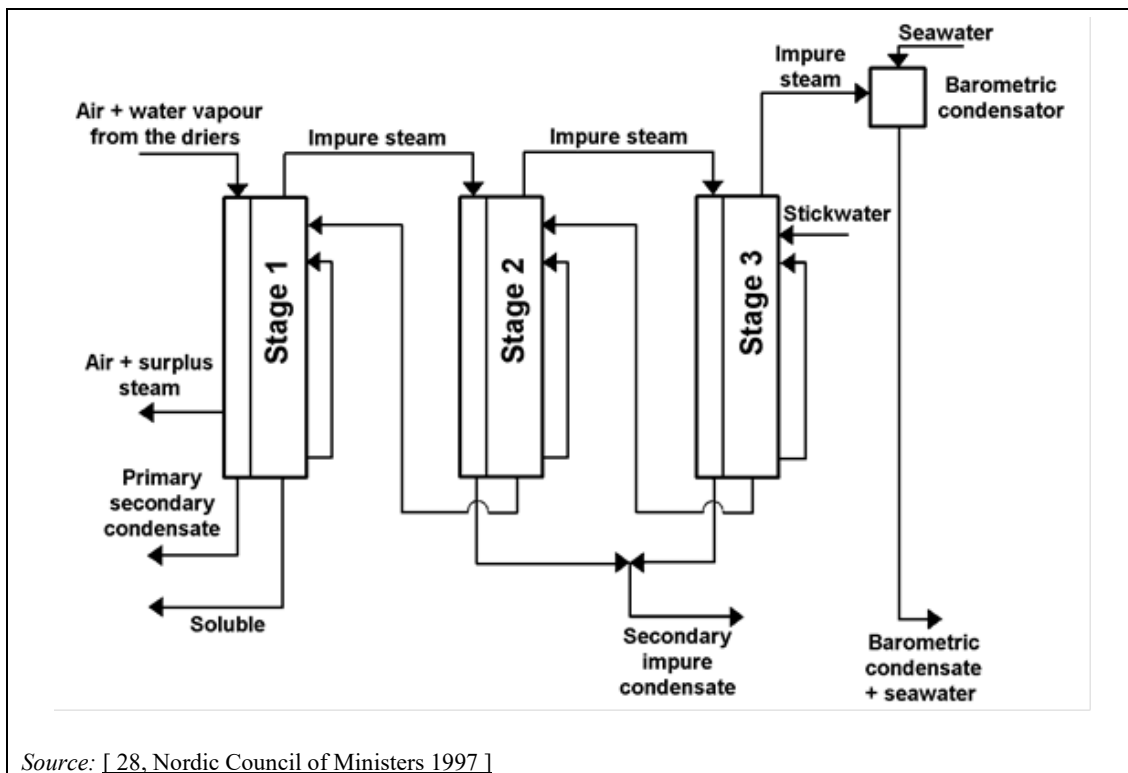 Seawater
Impure
steam
Barometric
condensator
Air + water vapour
from the driers
Impure steam
Impure steam
Stickwater
Stage 1
Stage 2
Stage 3
Air + surplus
steam
Primary
secondary
condensate
Soluble
Secondary
impure
condensate
Barometric
condensate
+ seawater
Source: [ 28, Nordic Council of Ministers 1997 ]